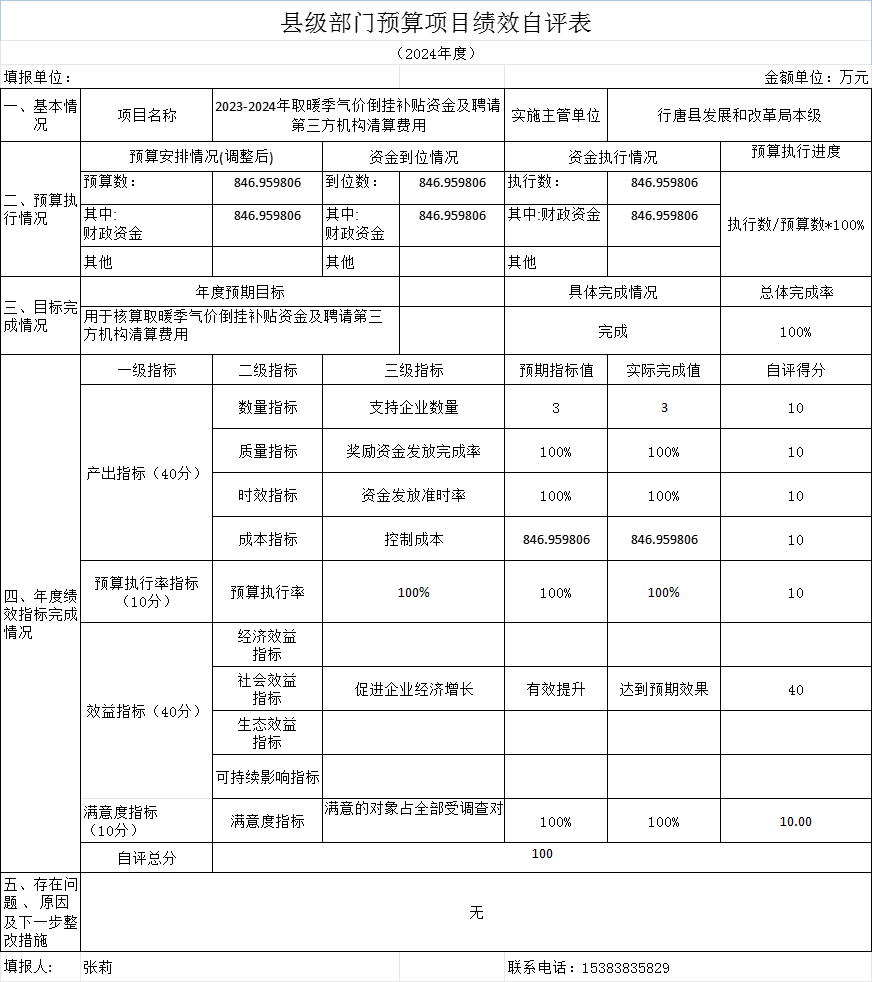 县级部门预算项目绩效自评表
（2024年度）
填报单位：
金额单位：万元
一、基本情况
项目名称
2023-2024年取暖季气价倒挂补贴资金及聘请
第三方机构清算费用
实施主管单位
行唐县发展和改革局本级
二、预算执
行情况
预算安排情况(调整后)
资金到位情况
资金执行情况
预算执行进度
预算数：
846.959806
到位数：
846.959806
执行数：
846.959806
执行数/预算数*100%
其中:
财政资金
846.959806
其中:
财政资金
846.959806
其中:财政资金
846.959806
其他
其他
其他
三、目标完
成情况
年度预期目标
具体完成情况
总体完成率
用于核算取暖季气价倒挂补贴资金及聘请第三
方机构清算费用
完成
100%
四、年度绩
效指标完成
情况
一级指标
二级指标
三级指标
预期指标值
实际完成值
自评得分
产出指标（40分）
数量指标
支持企业数量
3
3
10
质量指标
奖励资金发放完成率
100%
100%
10
时效指标
资金发放准时率
100%
100%
10
成本指标
控制成本
846.959806
846.959806
10
预算执行率指标
（10分）
预算执行率
100%
100%
100%
10
效益指标（40分）
经济效益
指标
社会效益
指标
促进企业经济增长
有效提升
达到预期效果
40
生态效益
指标
可持续影响指标
满意度指标
（10分）
满意度指标
满意的对象占全部受调查对
100%
100%
10.00
自评总分
100
五、存在问
题 、 原因
及下一步整
改措施
无
填报人：
张莉
联系电话：15383835829